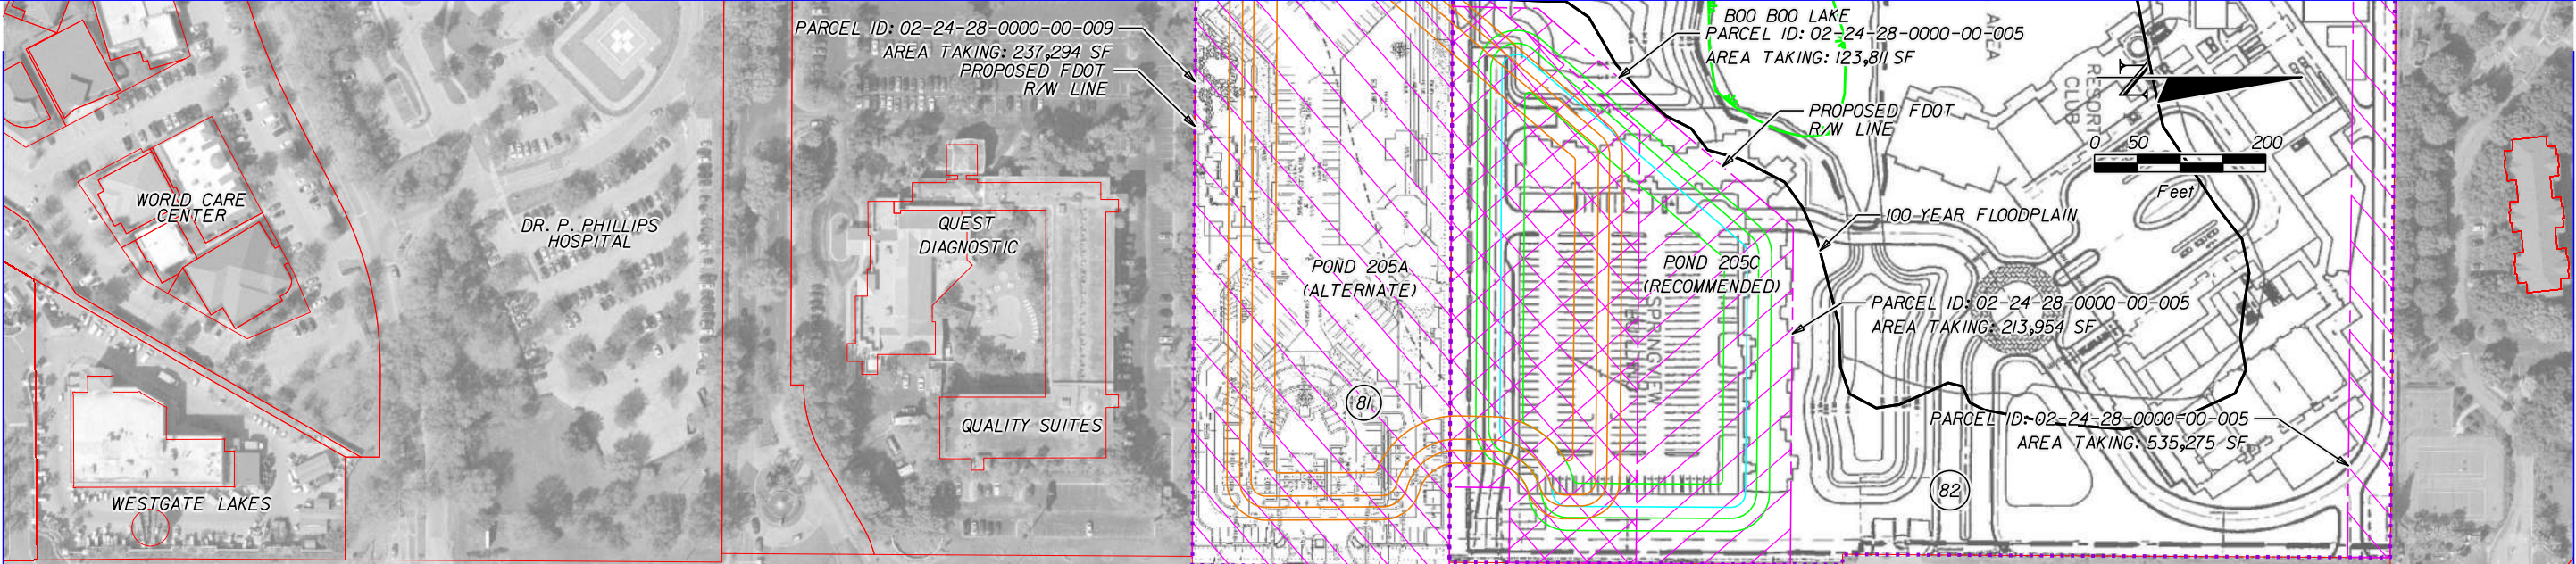 PARCEL ID: 02-24-28-0000-00-009
AREA TAKING: 237,294 SF
PROPOSED FDOT
R/W LINE
BOO BOO LAKE
PARCEL ID: 02-24-28-0000-00-005
AREA TAKING: 123,811 SF
PROPOSED FDOT
R/W LINE
AREA
RESORT
CLUB
N
0 50 200
Feet
WORLD CARE
CENTER
DR. P. PHILLIPS
HOSPITAL
QUEST
DIAGNOSTIC
100 YEAR FLOODPLAIN
POND 205A
(ALTERNATE)
POND 205C
(RECOMMENDED)
SPRING VIEW
PARCEL ID: 02-24-28-0000-00-005
AREA TAKING: 213,954 SF
81
QUALITY SUITES
PARCEL ID: 02-24-28-0000-00-005
AREA TAKING: 535,275 SF
82
WESTGATE LAKES